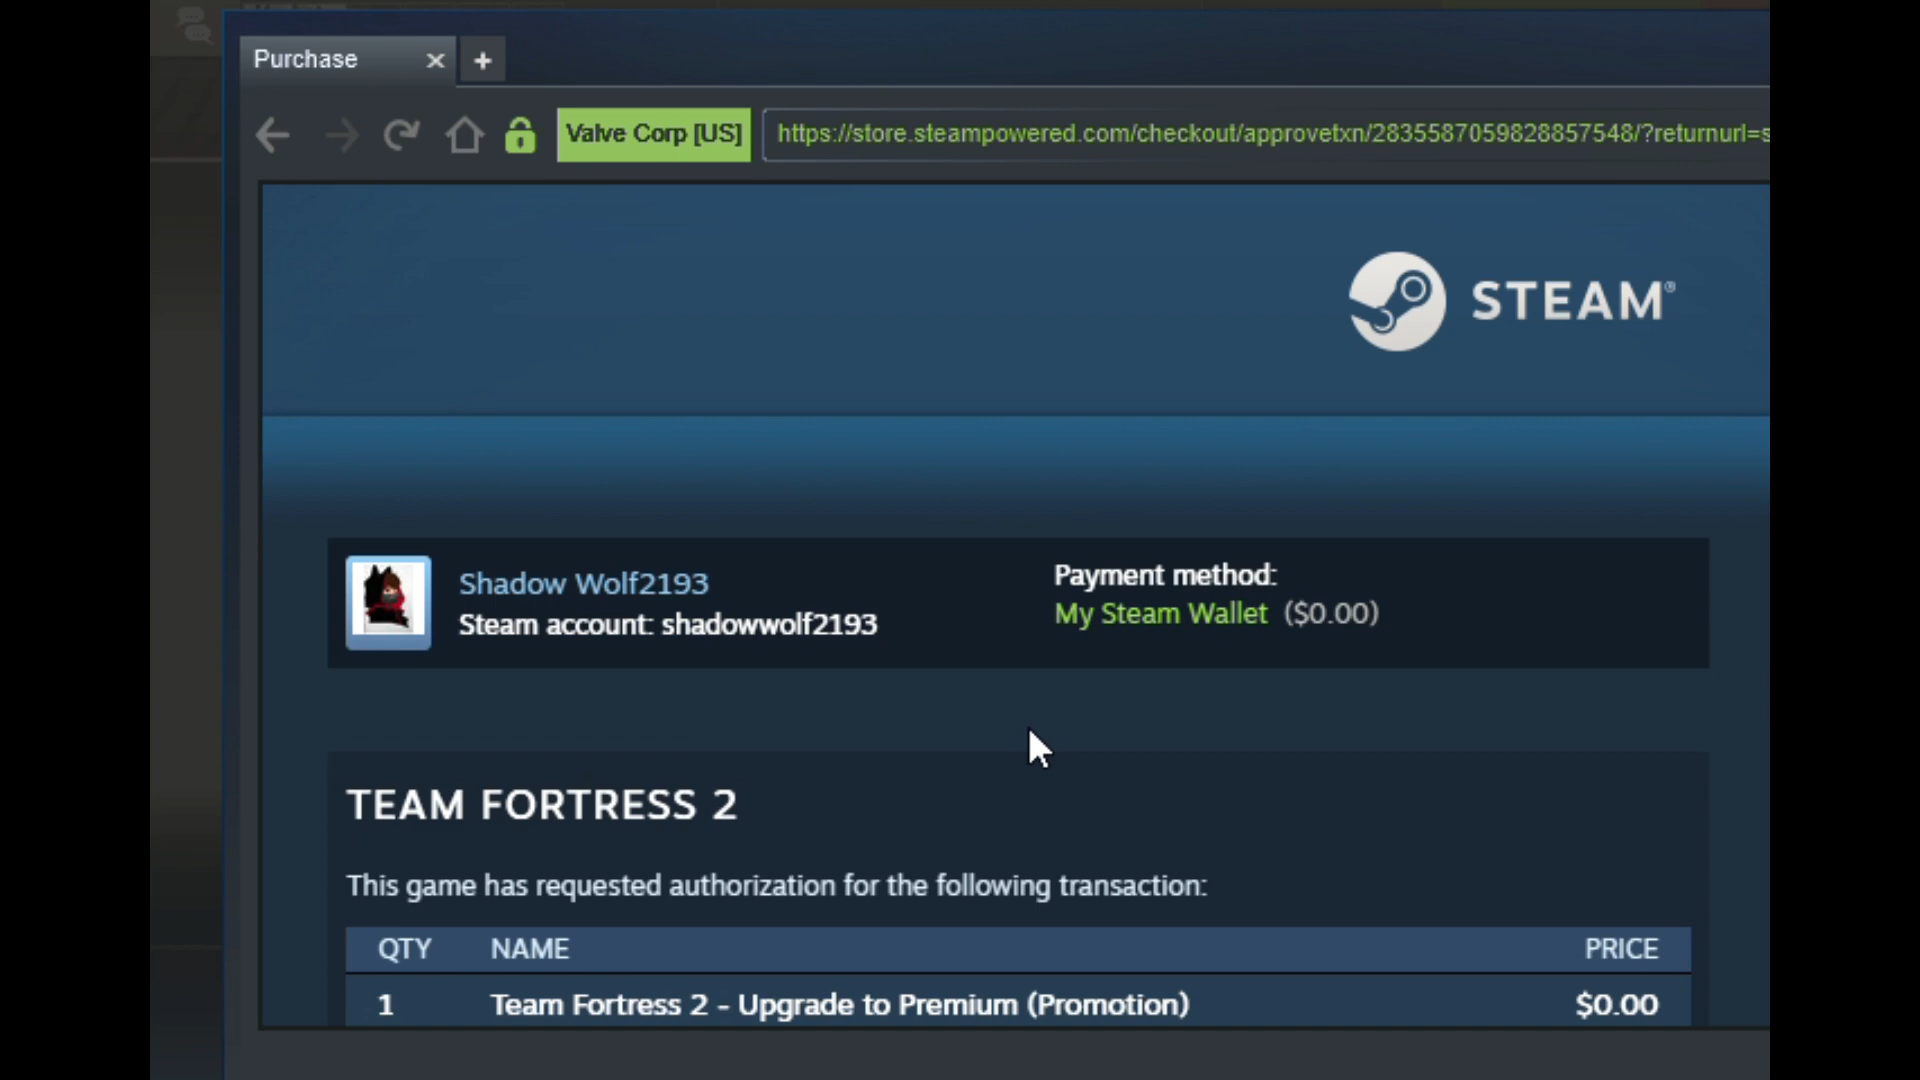 Purchase
Valve Corp [US]
https://store.steampowered.com/checkout/approvetxn/2835587059828857548/?returnurl=s
STEAM®
Shadow Wolf2193
Steam account: shadowwolf2193
Payment method:
My Steam Wallet ($0.00)
TEAM FORTRESS 2
This game has requested authorization for the following transaction:
QTY NAME PRICE
1 Team Fortress 2 - Upgrade to Premium (Promotion) $0.00